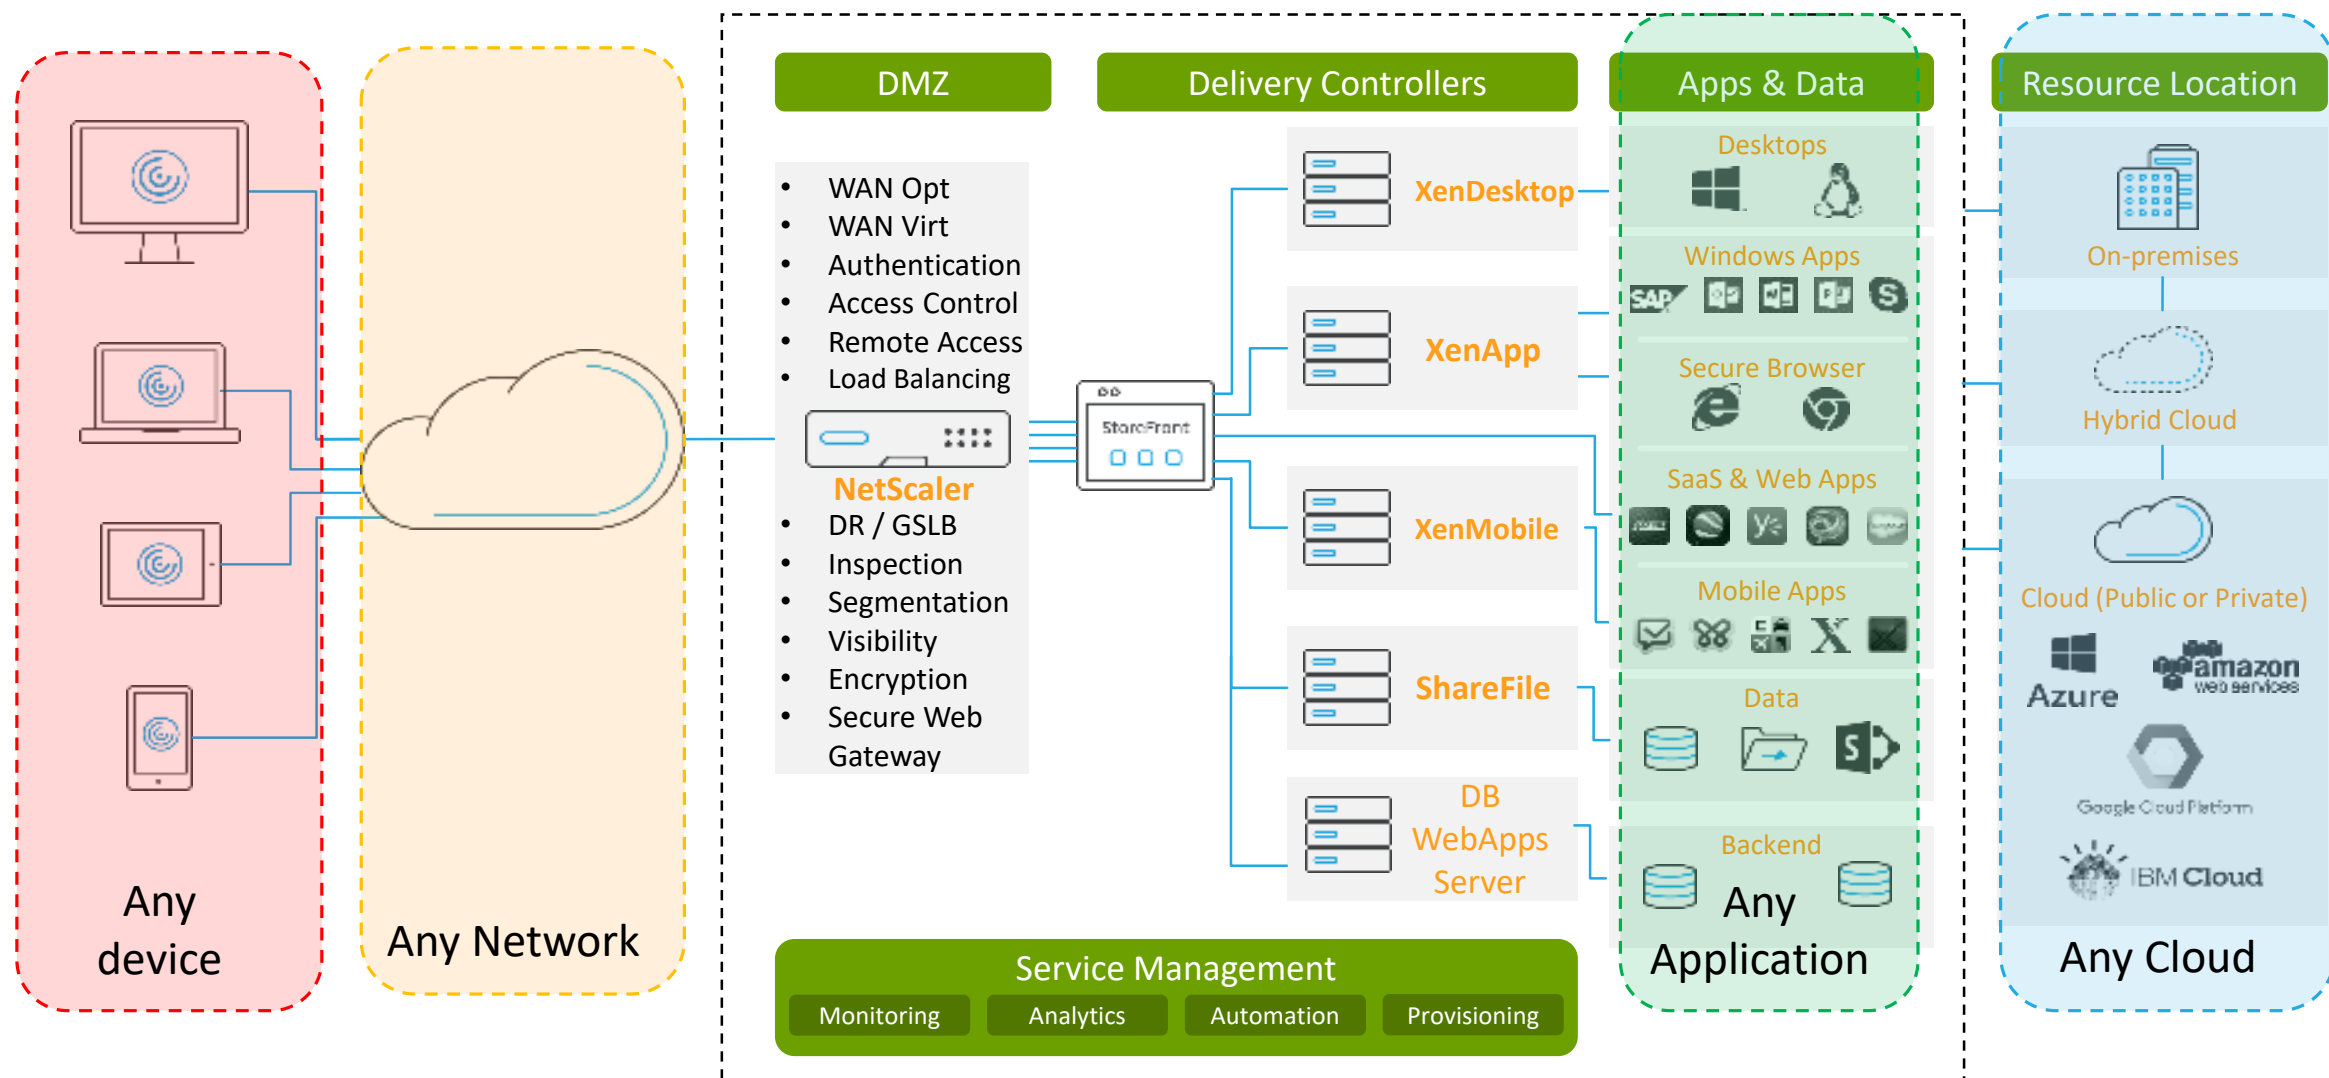 DMZ
Delivery Controllers
Apps & Data
Resource Location
• WAN Opt
• WAN Virt
• Authentication
• Access Control
• Remote Access
• Load Balancing
NetScaler
• DR / GSLB
• Inspection
• Segmentation
• Visibility
• Encryption
• Secure Web
Gateway
StoreFront
XenDesktop
XenApp
XenMobile
ShareFile
DB
WebApps
Server
Desktops
Windows Apps
SAP
S
Secure Browser
SaaS & Web Apps
Mobile Apps
X
Data
S
Backend
On-premises
Hybrid Cloud
Cloud (Public or Private)
Azure
amazon
web services
Google Cloud Platform
IBM Cloud
Any
device
Any Network
Any
Application
Any Cloud
Service Management
Monitoring
Analytics
Automation
Provisioning